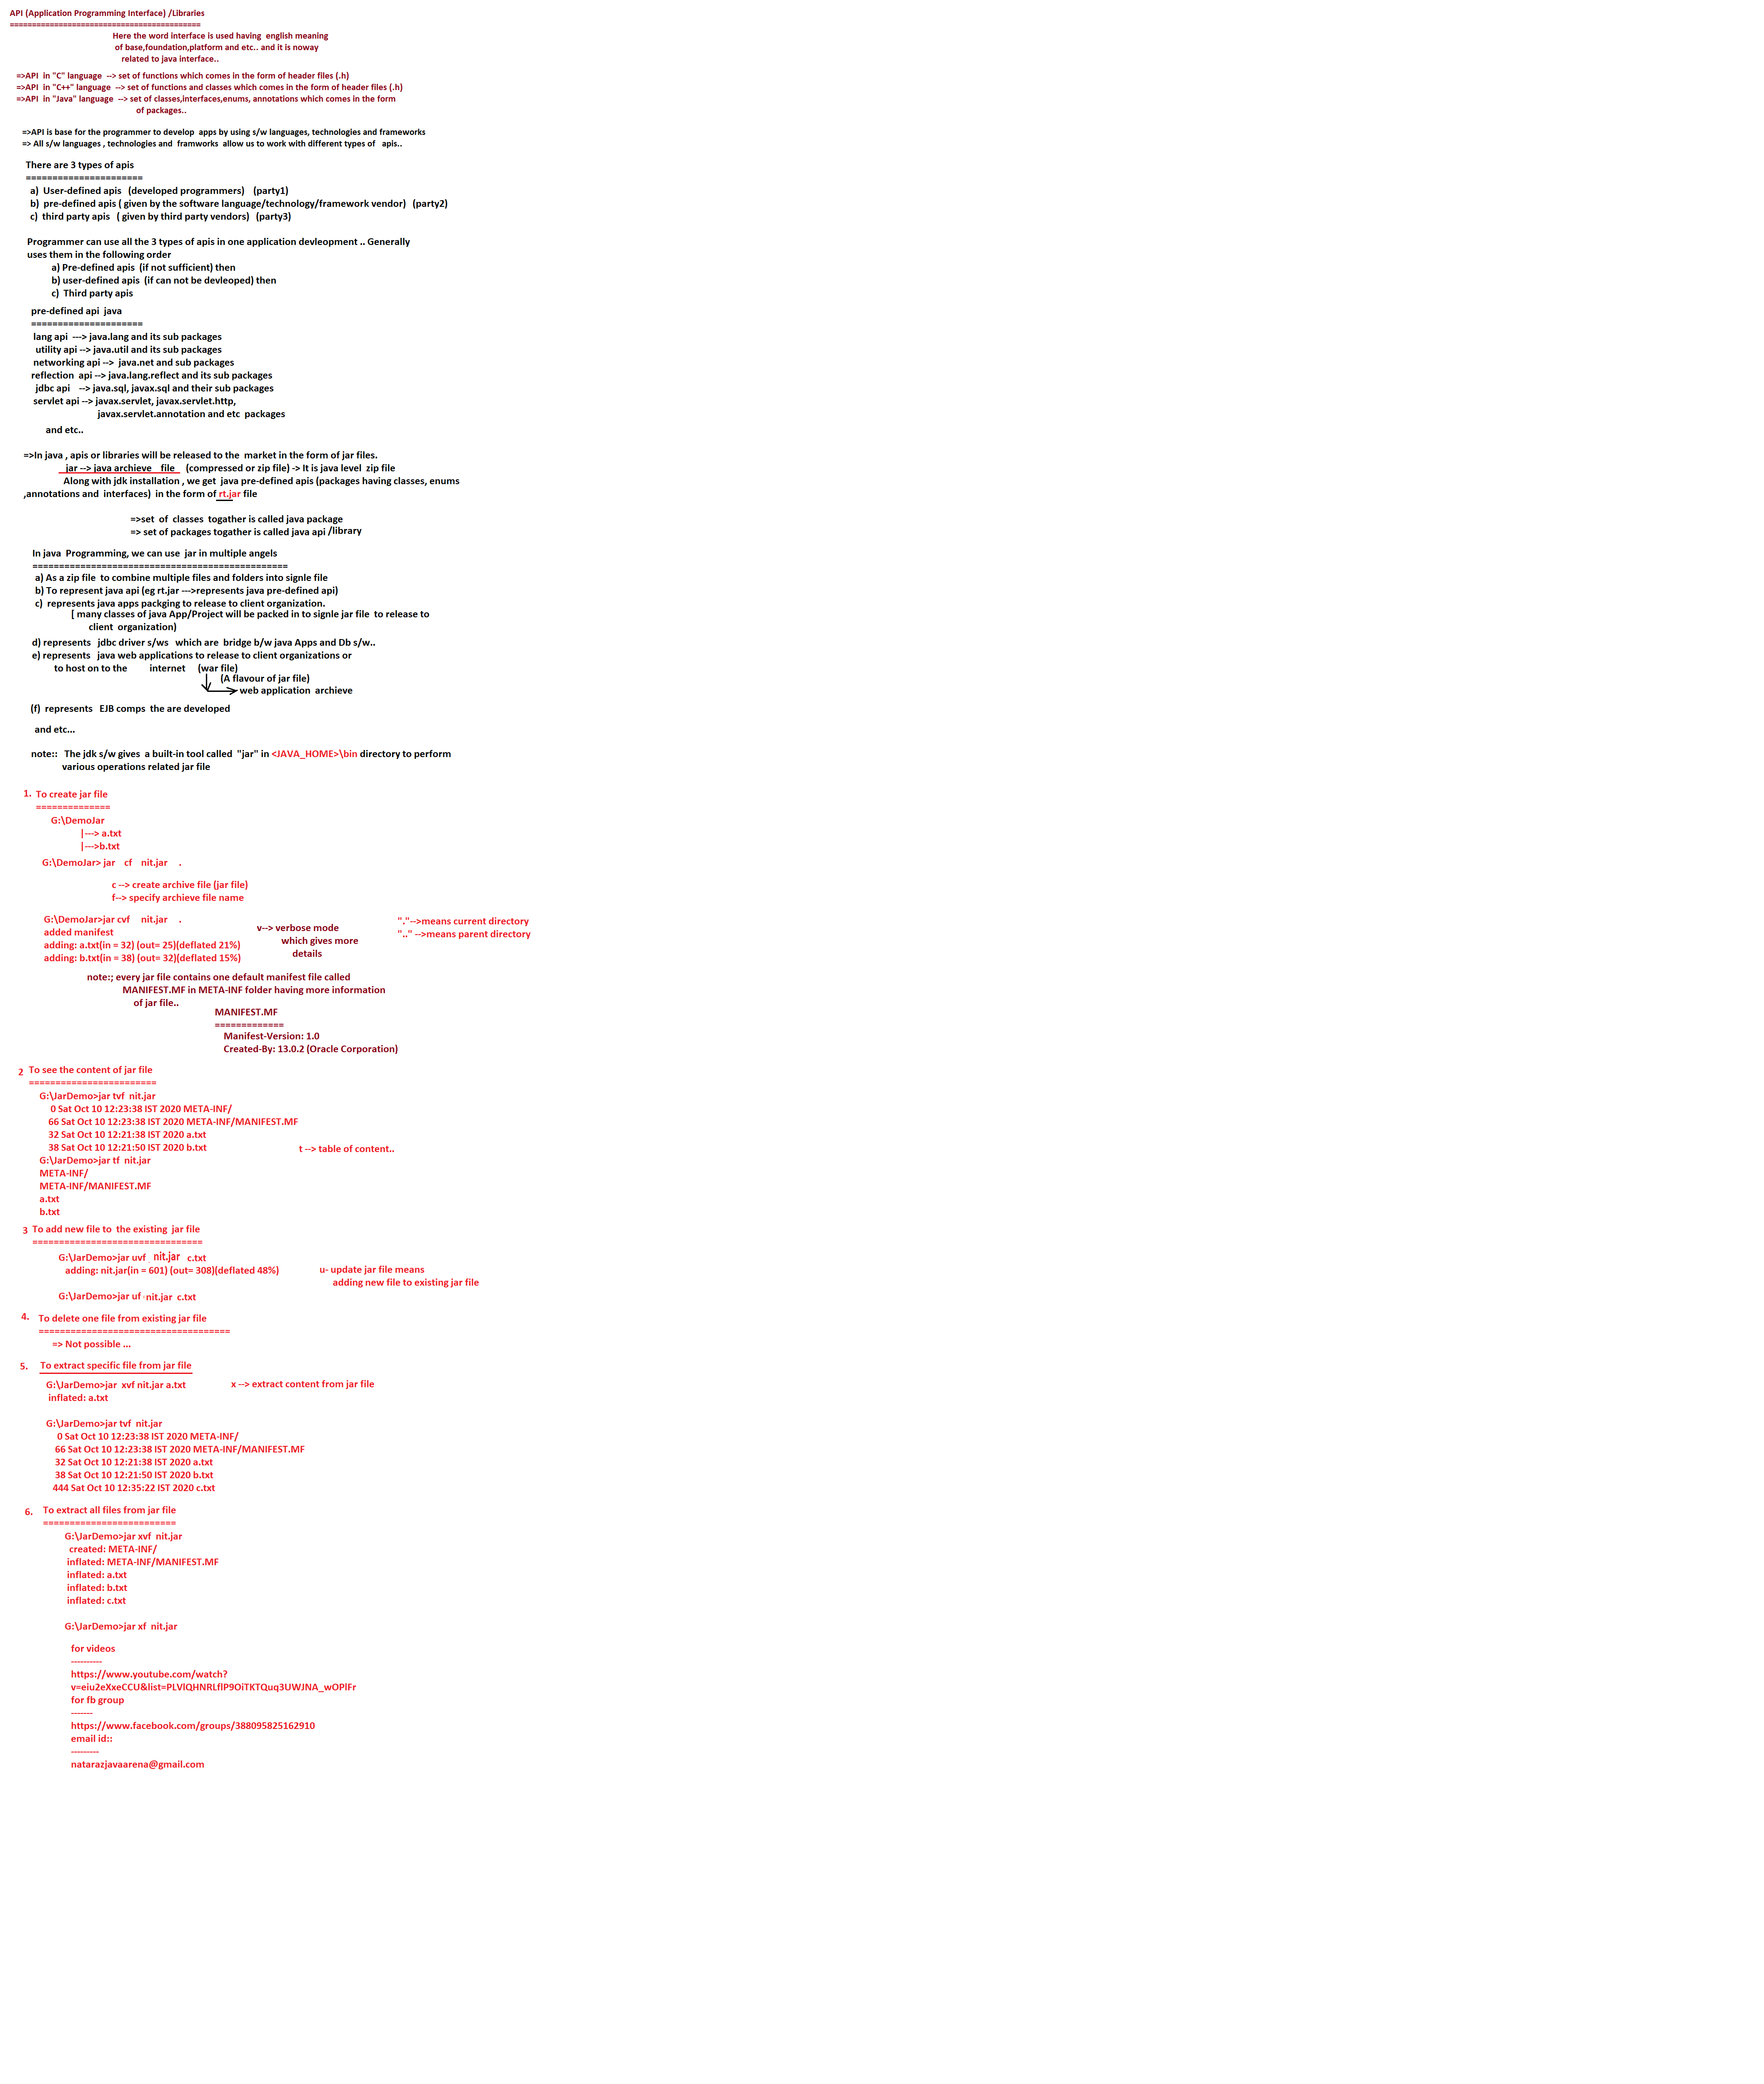 API (Application Programming Interface) /Libraries
===========================================
Here the word interface is used having english meaning
of base,foundation,platform and etc.. and it is noway
related to java interface..
=>API in "C" language --> set of functions which comes in the form of header files (.h)
=>API in "C++" language --> set of functions and classes which comes in the form of header files (.h)
=>API in "Java" language --> set of classes,interfaces,enums, annotations which comes in the form
of packages..
=>API is base for the programmer to develop apps by using s/w languages, technologies and frameworks
=> All s/w languages , technologies and framworks allow us to work with different types of apis..
There are 3 types of apis
======================
a) User-defined apis (developed programmers) (party1)
b) pre-defined apis ( given by the software language/technology/framework vendor) (party2)
c) third party apis ( given by third party vendors) (party3)
Programmer can use all the 3 types of apis in one application devleopment .. Generally
uses them in the following order
a) Pre-defined apis (if not sufficient) then
b) user-defined apis (if can not be devleoped) then
c) Third party apis
pre-defined api java
=====================
lang api ---> java.lang and its sub packages
utility api --> java.util and its sub packages
networking api --> java.net and sub packages
reflection api --> java.lang.reflect and its sub packages
jdbc api --> java.sql, javax.sql and their sub packages
servlet api --> javax.servlet, javax.servlet.http,
javax.servlet.annotation and etc packages
and etc..
=>In java , apis or libraries will be released to the market in the form of jar files.
jar --> java archieve file (compressed or zip file) -> It is java level zip file
Along with jdk installation , we get java pre-defined apis (packages having classes, enums
,annotations and interfaces) in the form of rt.jar file
=>set of classes togather is called java package
=> set of packages togather is called java api /library
In java Programming, we can use jar in multiple angels
================================================
a) As a zip file to combine multiple files and folders into signle file
b) To represent java api (eg rt.jar --->represents java pre-defined api)
c) represents java apps packging to release to client organization.
[ many classes of java App/Project will be packed in to signle jar file to release to
client organization)
d) represents jdbc driver s/ws which are bridge b/w java Apps and Db s/w..
e) represents java web applications to release to client organizations or
to host on to the internet (war file)
(A flavour of jar file)
web application archieve
(f) represents EJB comps the are developed
and etc...
note:: The jdk s/w gives a built-in tool called "jar" in <JAVA_HOME>\bin directory to perform
various operations related jar file
1. To create jar file
==============
G:\DemoJar
|---> a.txt
|--->b.txt
G:\DemoJar> jar cf nit.jar .
c --> create archive file (jar file)
f--> specify archieve file name
G:\DemoJar>jar cvf nit.jar .
added manifest
adding: a.txt(in = 32) (out= 25)(deflated 21%)
adding: b.txt(in = 38) (out= 32)(deflated 15%)
v--> verbose mode
which gives more
details
"."-->means current directory
".." -->means parent directory
note:; every jar file contains one default manifest file called
MANIFEST.MF in META-INF folder having more information
of jar file..
MANIFEST.MF
=============
Manifest-Version: 1.0
Created-By: 13.0.2 (Oracle Corporation)
2 To see the content of jar file
========================
G:\JarDemo>jar tvf nit.jar
0 Sat Oct 10 12:23:38 IST 2020 META-INF/
66 Sat Oct 10 12:23:38 IST 2020 META-INF/MANIFEST.MF
32 Sat Oct 10 12:21:38 IST 2020 a.txt
38 Sat Oct 10 12:21:50 IST 2020 b.txt
t --> table of content..
G:\JarDemo>jar tf nit.jar
META-INF/
META-INF/MANIFEST.MF
a.txt
b.txt
3 To add new file to the existing jar file
================================
G:\JarDemo>jar uvf nit.jar c.txt
adding: nit.jar(in = 601) (out= 308)(deflated 48%)
u- update jar file means
adding new file to existing jar file
G:\JarDemo>jar uf nit.jar c.txt
4. To delete one file from existing jar file
====================================
=> Not possible ...
5. To extract specific file from jar file
G:\JarDemo>jar xvf nit.jar a.txt
x --> extract content from jar file
inflated: a.txt
G:\JarDemo>jar tvf nit.jar
0 Sat Oct 10 12:23:38 IST 2020 META-INF/
66 Sat Oct 10 12:23:38 IST 2020 META-INF/MANIFEST.MF
32 Sat Oct 10 12:21:38 IST 2020 a.txt
38 Sat Oct 10 12:21:50 IST 2020 b.txt
444 Sat Oct 10 12:35:22 IST 2020 c.txt
6. To extract all files from jar file
=========================
G:\JarDemo>jar xvf nit.jar
created: META-INF/
inflated: META-INF/MANIFEST.MF
inflated: a.txt
inflated: b.txt
inflated: c.txt
G:\JarDemo>jar xf nit.jar
for videos
----------
https://www.youtube.com/watch?
v=eiu2eXxeCCU&list=PLVlQHNRLflP9OiTKTQuq3UWJNA_wOPlFr
for fb group
-------
https://www.facebook.com/groups/388095825162910
email id::
---------
natarazjavaarena@gmail.com